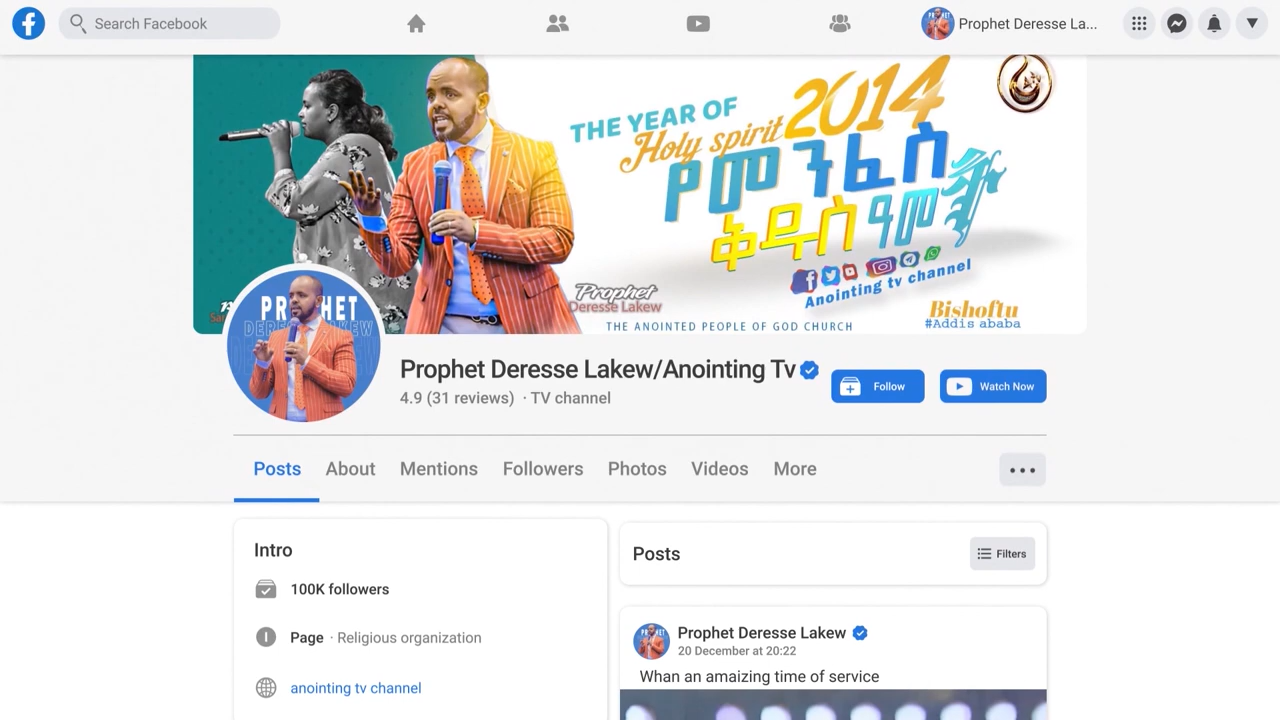 Search Facebook
Prophet Deresse La...
THE YEAR OF
Holy spirit 2014
የመንፈስ
ቅዱስ ዓመት
Anointing tv channel
Prophet
Deresse Lakew
Bishoftu
#Addis ababa
THE ANOINTED PEOPLE OF GOD CHURCH
PROPHET
DERESSE LAKEW
Prophet Deresse Lakew/Anointing Tv
4.9 (31 reviews) · TV channel
Follow
Watch Now
Posts
About
Mentions
Followers
Photos
Videos
More
Intro
100K followers
Page · Religious organization
anointing tv channel
Posts
Filters
Prophet Deresse Lakew
20 December at 20:22
Whan an amaizing time of service